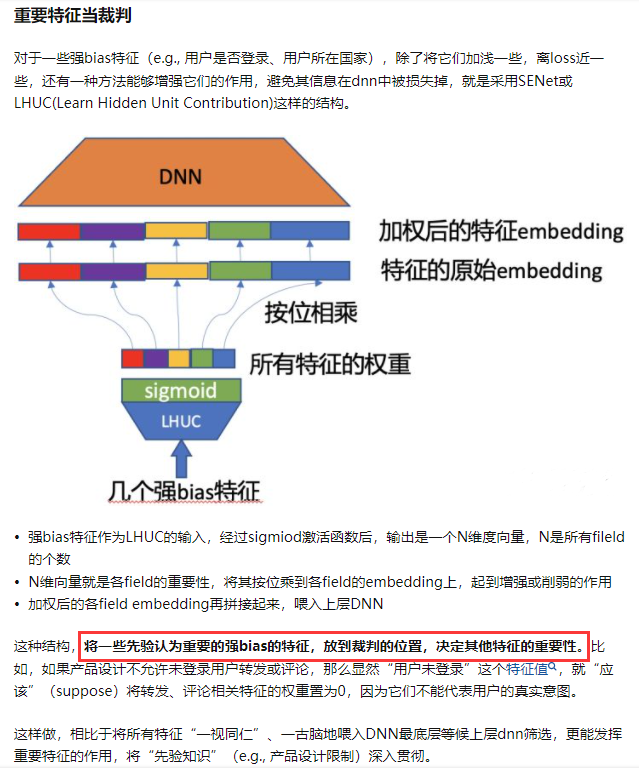 重要特征当裁判
对于一些强bias特征（e.g., 用户是否登录、用户所在国家），除了将它们加浅一些，离loss近一
些，还有一种方法能够增强它们的作用，避免其信息在dnn中被损失掉，就是采用SENet或
LHUC(Learn Hidden Unit Contribution)这样的结构。
DNN
加权后的特征embedding
特征的原始embedding
按位相乘
所有特征的权重
sigmoid
LHUC
几个强bias特征
• 强bias特征作为LHUC的输入，经过sigmiod激活函数后，输出是一个N维度向量，N是所有fileld
的个数
• N维向量就是各field的重要性，将其按位乘到各field的embedding上，起到增强或削弱的作用
• 加权后的各field embedding再拼接起来，喂入上层DNN
这种结构，将一些先验认为重要的强bias的特征，放到裁判的位置，决定其他特征的重要性。比
如，如果产品设计不允许未登录用户转发或评论，那么显然“用户未登录”这个特征值，就“应
该”（suppose）将转发、评论相关特征的权重置为0，因为它们不能代表用户的真实意图。
这样做，相比于将所有特征“一视同仁”、一古脑地喂入DNN最底层等候上层dnn筛选，更能发挥
重要特征的作用，将“先验知识”（e.g., 产品设计限制）深入贯彻。